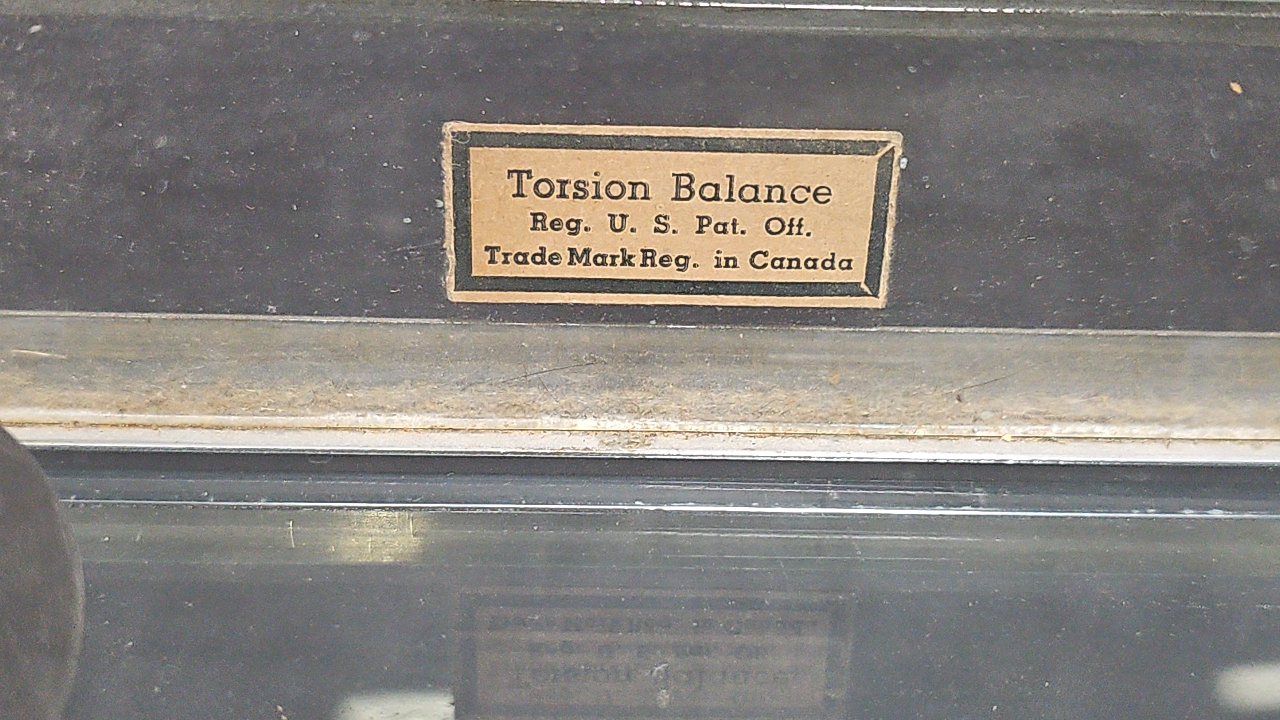 Torsion Balance
Reg. U. S. Pat. Off.
Trade Mark Reg. in Canada